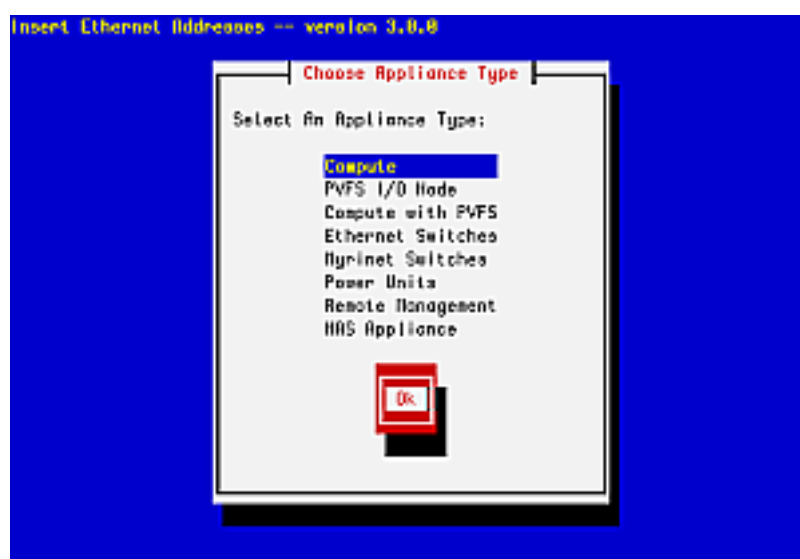 Insert Ethernet Addresses -- version 3.0.0
Choose Appliance Type
Select An Appliance Type:
Compute
PVFS I/O Node
Compute with PVFS
Ethernet Switches
Myrinet Switches
Power Units
Remote Management
NAS Appliance
Ok